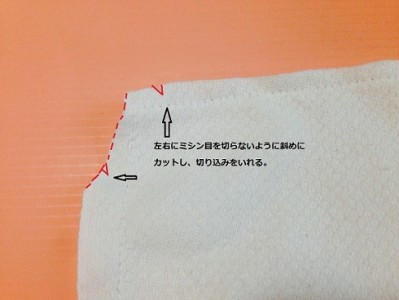 左右にミシン目を切らないように斜めに
カットし、切り込みをいれる。